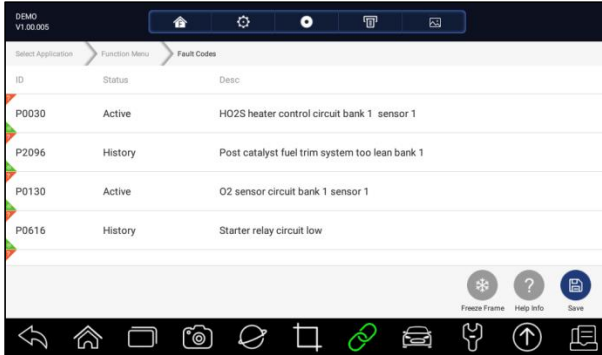 DEMO
V1.00.005
Select Application Function Menu Fault Codes
ID Status Desc
P0030 Active HO2S heater control circuit bank 1 sensor 1
P2096 History Post catalyst fuel trim system too lean bank 1
P0130 Active O2 sensor circuit bank 1 sensor 1
P0616 History Starter relay circuit low
Freeze Frame Help Info Save